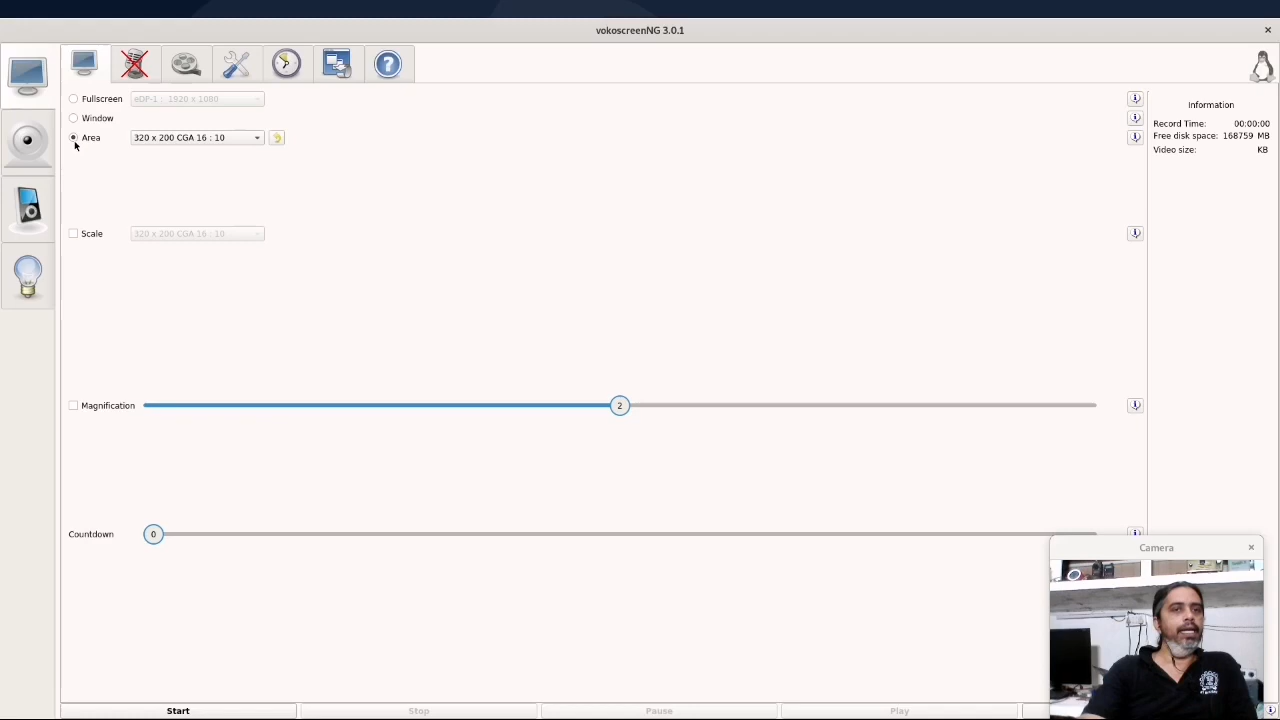 vokoscreenNG 3.0.1
Fullscreen eDP-1 : 1920 x 1080
Window
Area 320 x 200 CGA 16 : 10
Scale 320 x 200 CGA 16 : 10
Magnification 2
Countdown 0
Information
Record Time: 00:00:00
Free disk space: 168759 MB
Video size: KB
Camera
Start Stop Pause Play